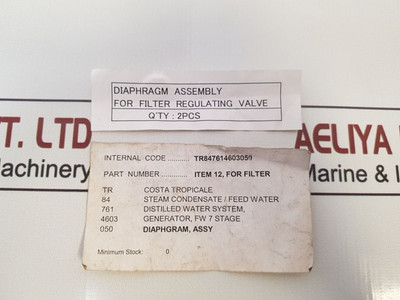 DIAPHRAGM ASSEMBLY
FOR FILTER REGULATING VALVE
Q'TY : 2PCS
T. LTD
AELIYA
achinery
Marine & I
INTERNAL CODE ........... TR847614603050
PART NUMBER.............. ITEM 12, FOR FILTER
TR COSTA TROPICALE
84 STEAM CONDENSATE / FEED WATER
761 DISTILLED WATER SYSTEM,
4603 GENERATOR, FW 7 STAGE
050 DIAPHGRAM, ASSY
Minimum Stock: 0